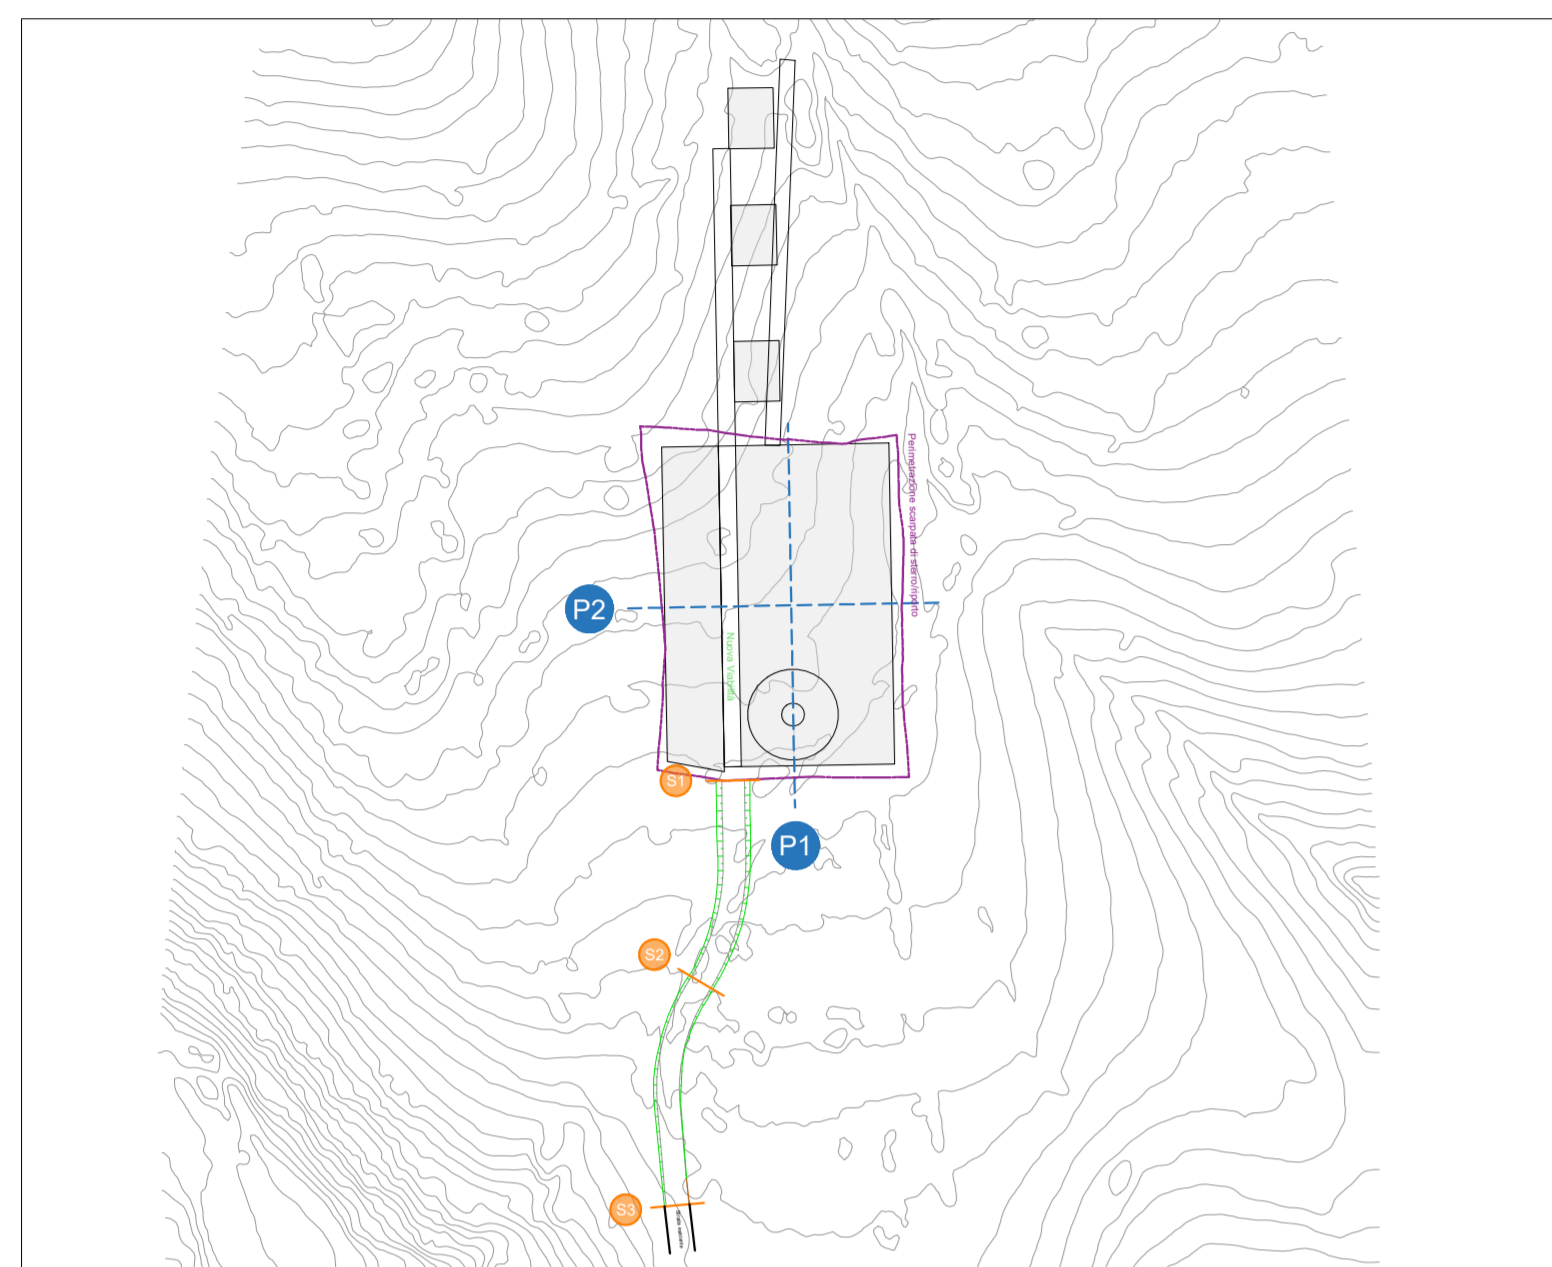 Perimetrazione scarpata di sterro/riporto
P2
Nuova Viabilità
S1
P1
S2
S3